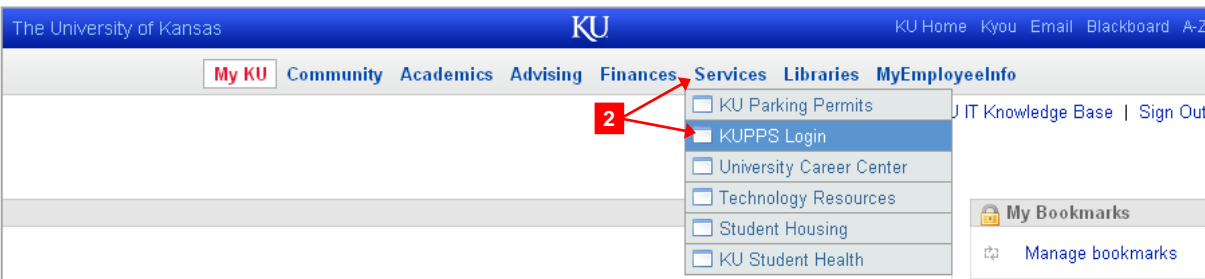 The University of Kansas KU KU Home Kyou Email Blackboard A-Z
My KU Community Academics Advising Finances Services Libraries MyEmployeeInfo
KU Parking Permits
IT Knowledge Base | Sign Out
2
KUPPS Login
University Career Center
Technology Resources
Student Housing
My Bookmarks
KU Student Health
Manage bookmarks